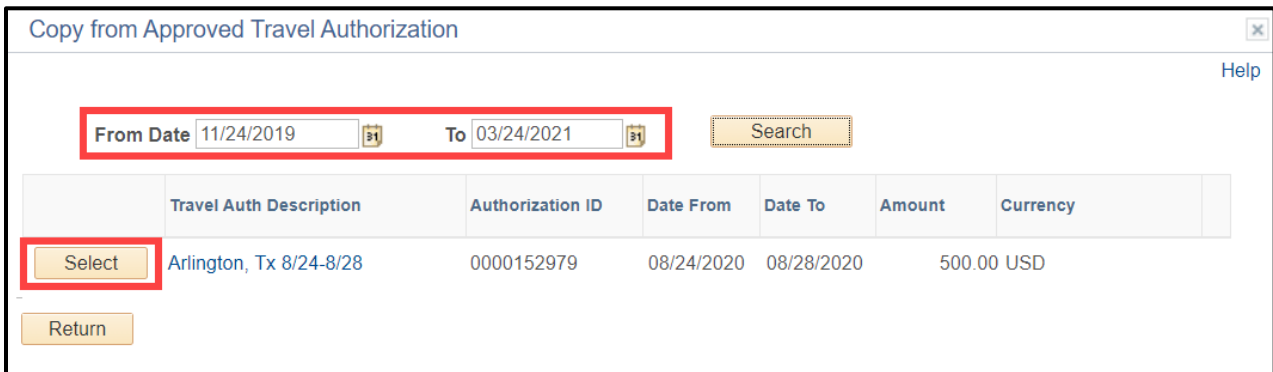 Copy from Approved Travel Authorization
Help
From Date 11/24/2019 31 To 03/24/2021 31 Search
Travel Auth Description Authorization ID Date From Date To Amount Currency
Select Arlington, Tx 8/24-8/28 0000152979 08/24/2020 08/28/2020 500.00 USD
Return